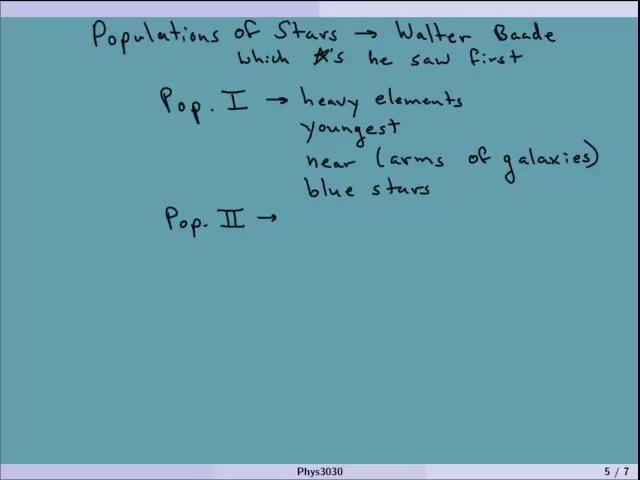 Populations of Stars → Walter Baade
which ☆'s he saw first
Pop. I → heavy elements
youngest
near (arms of galaxies)
blue stars
Pop. II →
Phys3030
5 / 7